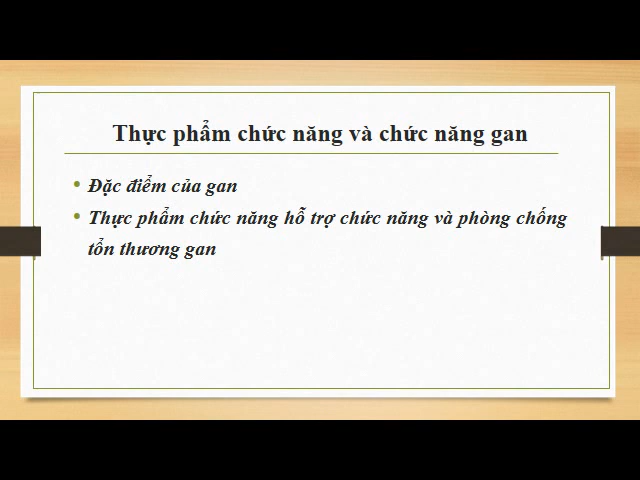 Thực phẩm chức năng và chức năng gan
• Đặc điểm của gan
• Thực phẩm chức năng hỗ trợ chức năng và phòng chống
tổn thương gan